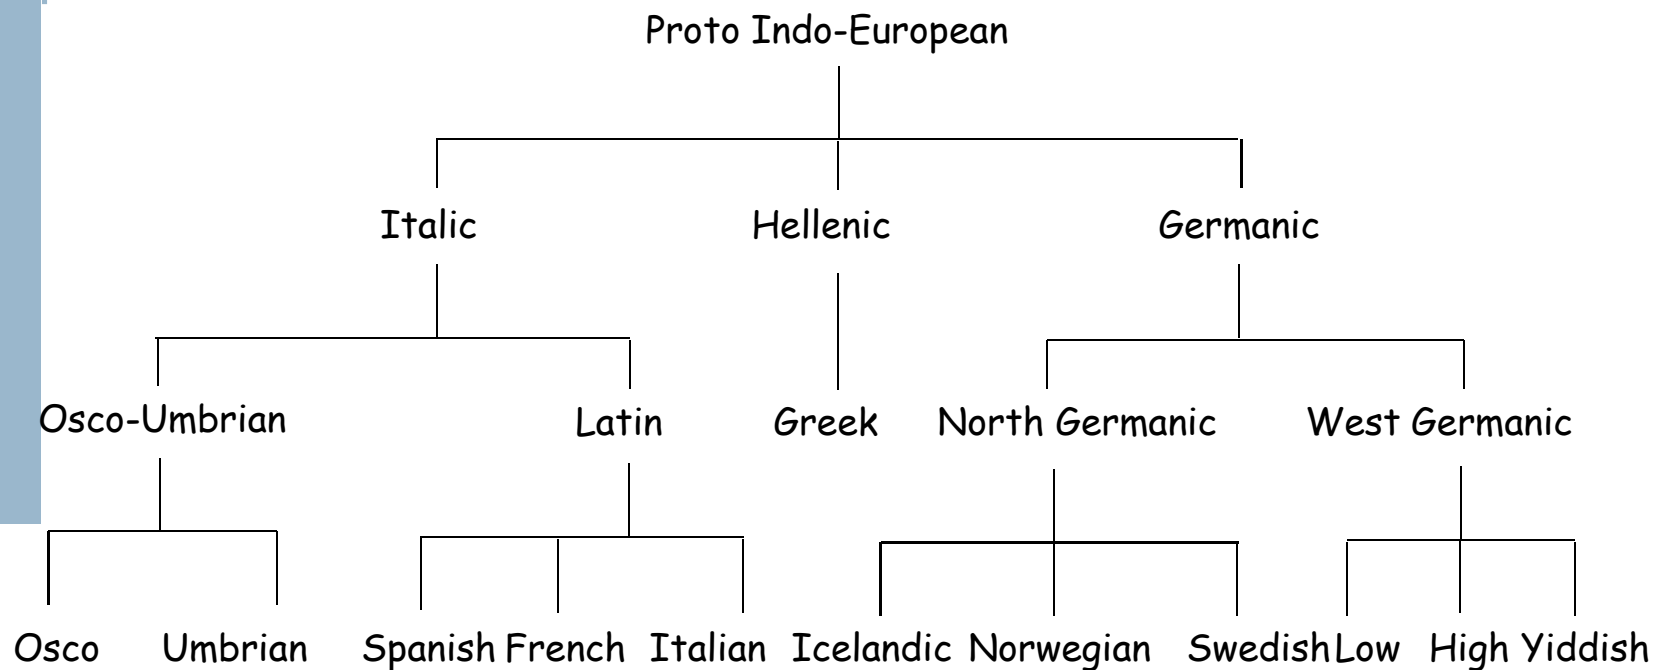 Proto Indo-European
Italic Hellenic Germanic
Osco-Umbrian Latin Greek North Germanic West Germanic
Osco Umbrian Spanish French Italian Icelandic Norwegian Swedish Low High Yiddish